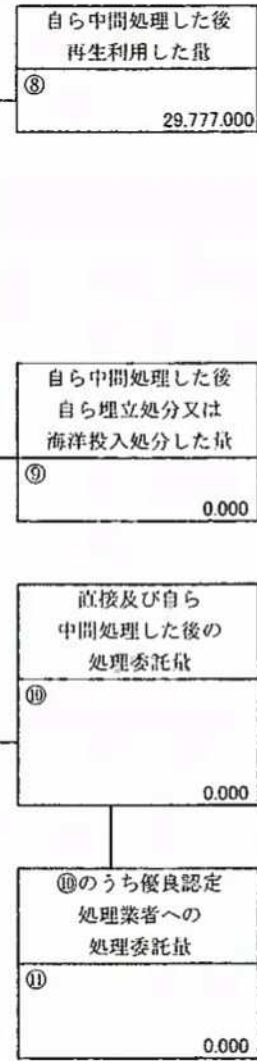 自ら中間処理した後
再生利用した量
⑧
29.777.000
自ら中間処理した後
自ら埋立処分又は
海洋投入処分した量
⑨
0.000
直接及び自ら
中間処理した後の
処理委託量
⑩
0.000
⑩のうち優良認定
処理業者への
処理委託量
⑪
0.000